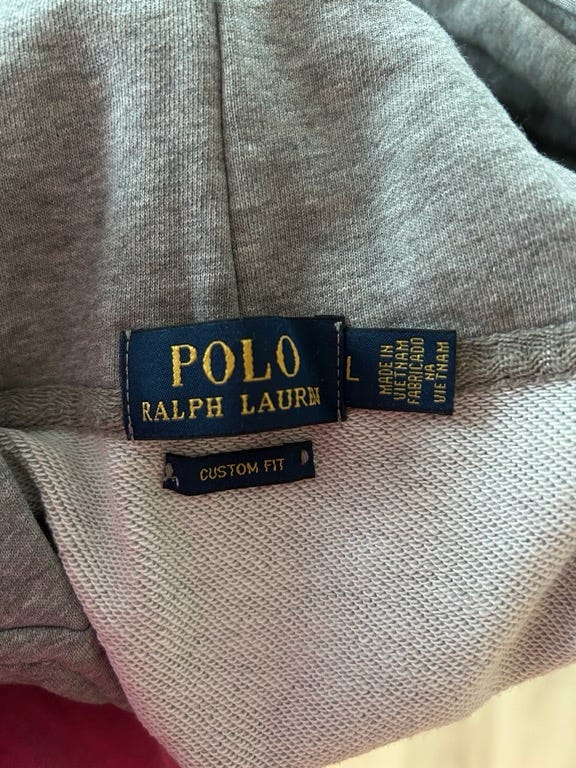 POLO
RALPH LAUREN
L
MADE IN
VIETNAM
FABRICADO
NA
VIETNAM
CUSTOM FIT